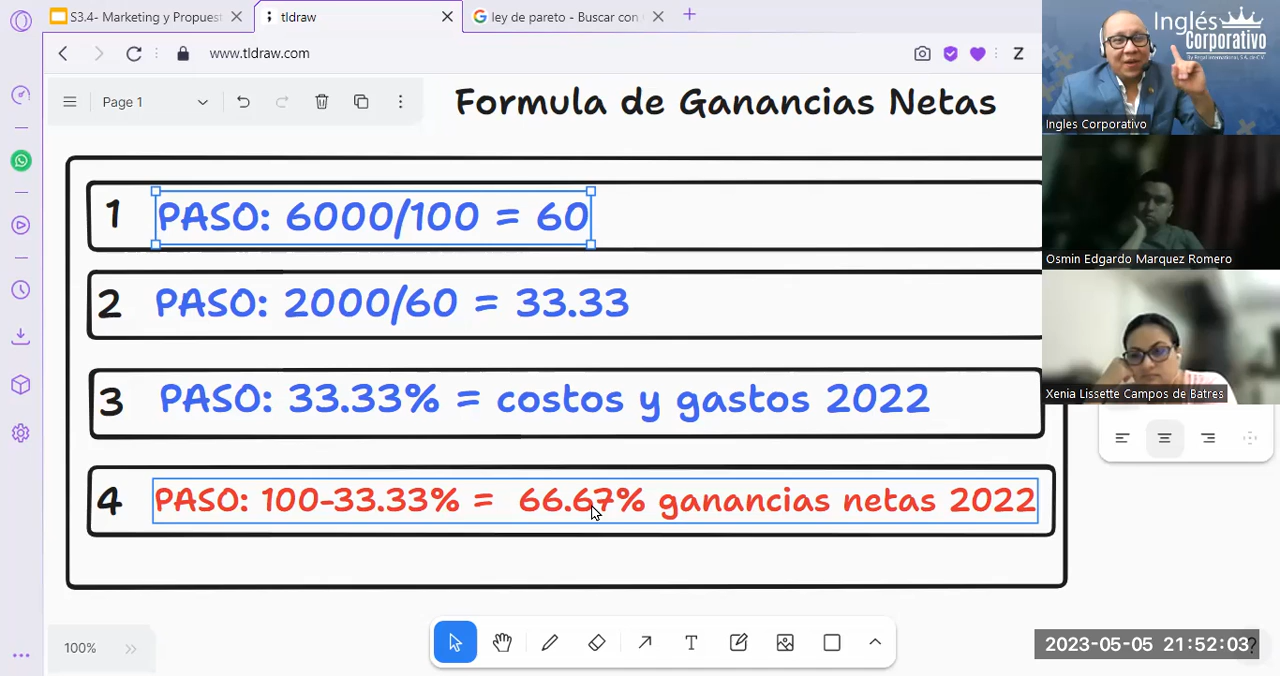 S3.4- Marketing y Propuest
tldraw
ley de pareto - Buscar con
www.tldraw.com
Z
Page 1
Formula de Ganancias Netas
1 PASO: 6000/100 = 60
2 PASO: 2000/60 = 33.33
3 PASO: 33.33% = costos y gastos 2022
4 PASO: 100-33.33% = 66.67% ganancias netas 2022
100%
T
Inglés
Corporativo
Ingles Corporativo
Osmin Edgardo Marquez Romero
Xenia Lissette Campos de Batres
2023-05-05 21:52:03
?